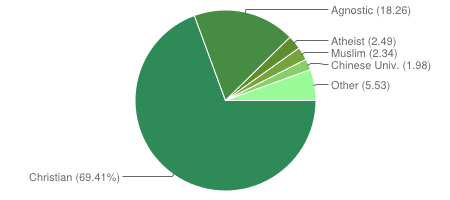 Agnostic (18.26)
Atheist (2.49)
Muslim (2.34)
Chinese Univ. (1.98)
Other (5.53)
Christian (69.41%)